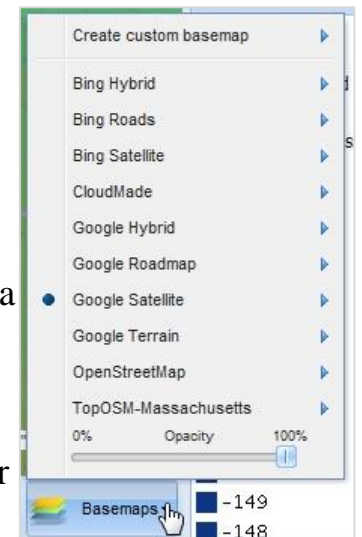 Create custom basemap
Bing Hybrid
Bing Roads
Bing Satellite
CloudMade
Google Hybrid
Google Roadmap
a
Google Satellite
Google Terrain
OpenStreetMap
TopOSM-Massachusetts
0% Opacity 100%
r
Basemaps
-149
-148